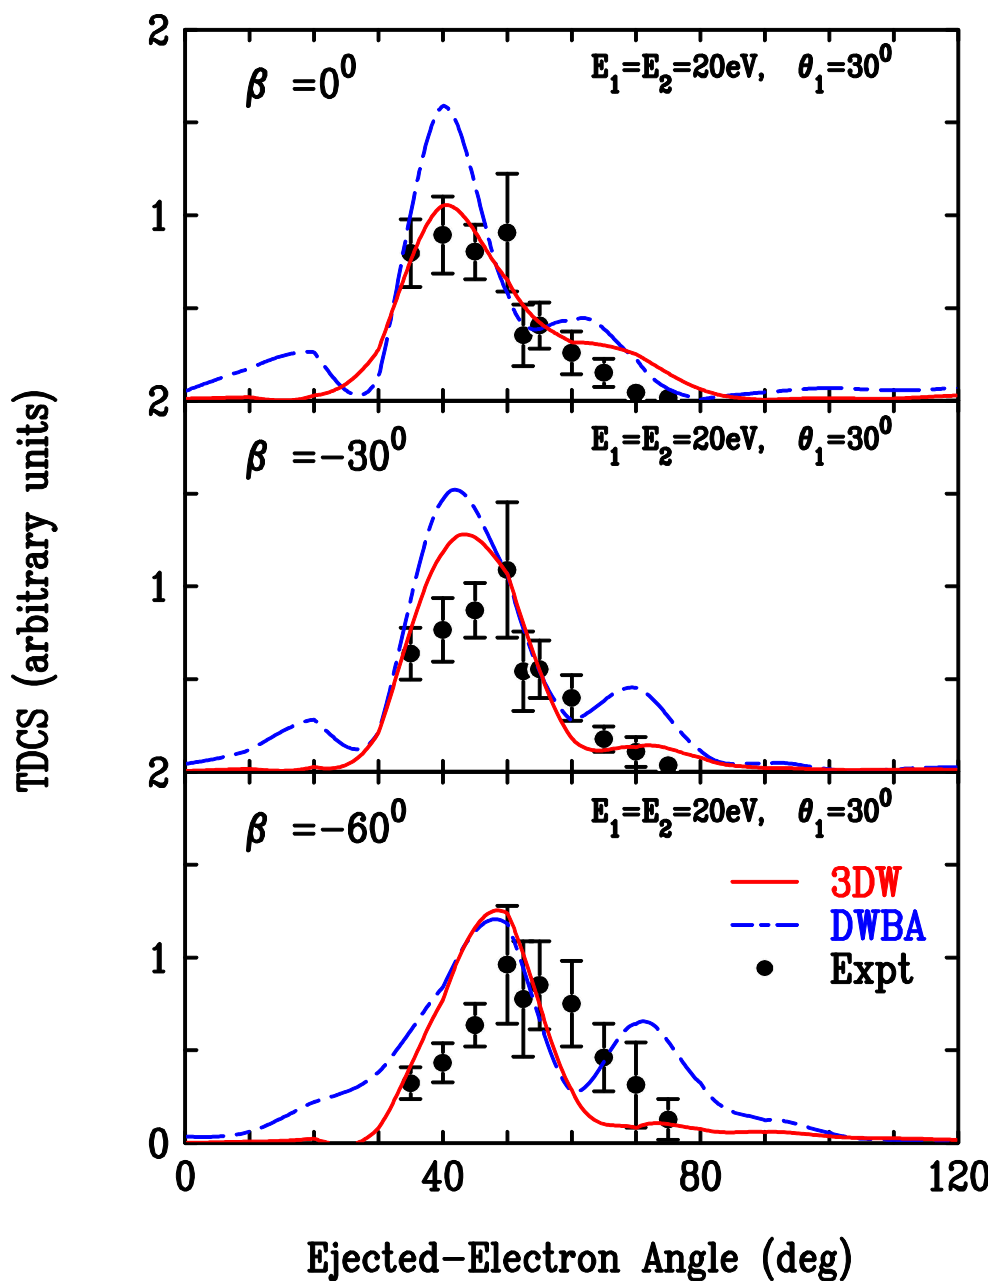 TDCS (arbitrary units)
2
β =0⁰ E₁=E₂=20eV, θ₁=30⁰
1
2
β =−30⁰ E₁=E₂=20eV, θ₁=30⁰
1
2
β =−60⁰ E₁=E₂=20eV, θ₁=30⁰
3DW
DWBA
1
Expt
0
0 40 80 120
Ejected−Electron Angle (deg)